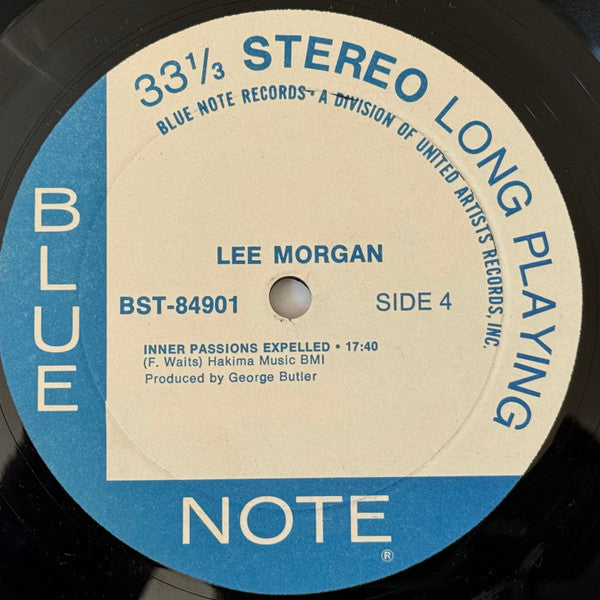 33⅓ STEREO LONG PLAYING
BLUE NOTE RECORDS • A DIVISION OF UNITED ARTISTS RECORDS, INC.
BLUE
LEE MORGAN
BST-84901
SIDE 4
INNER PASSIONS EXPELLED • 17:40
(F. Waits) Hakima Music BMI
Produced by George Butler
NOTE
®